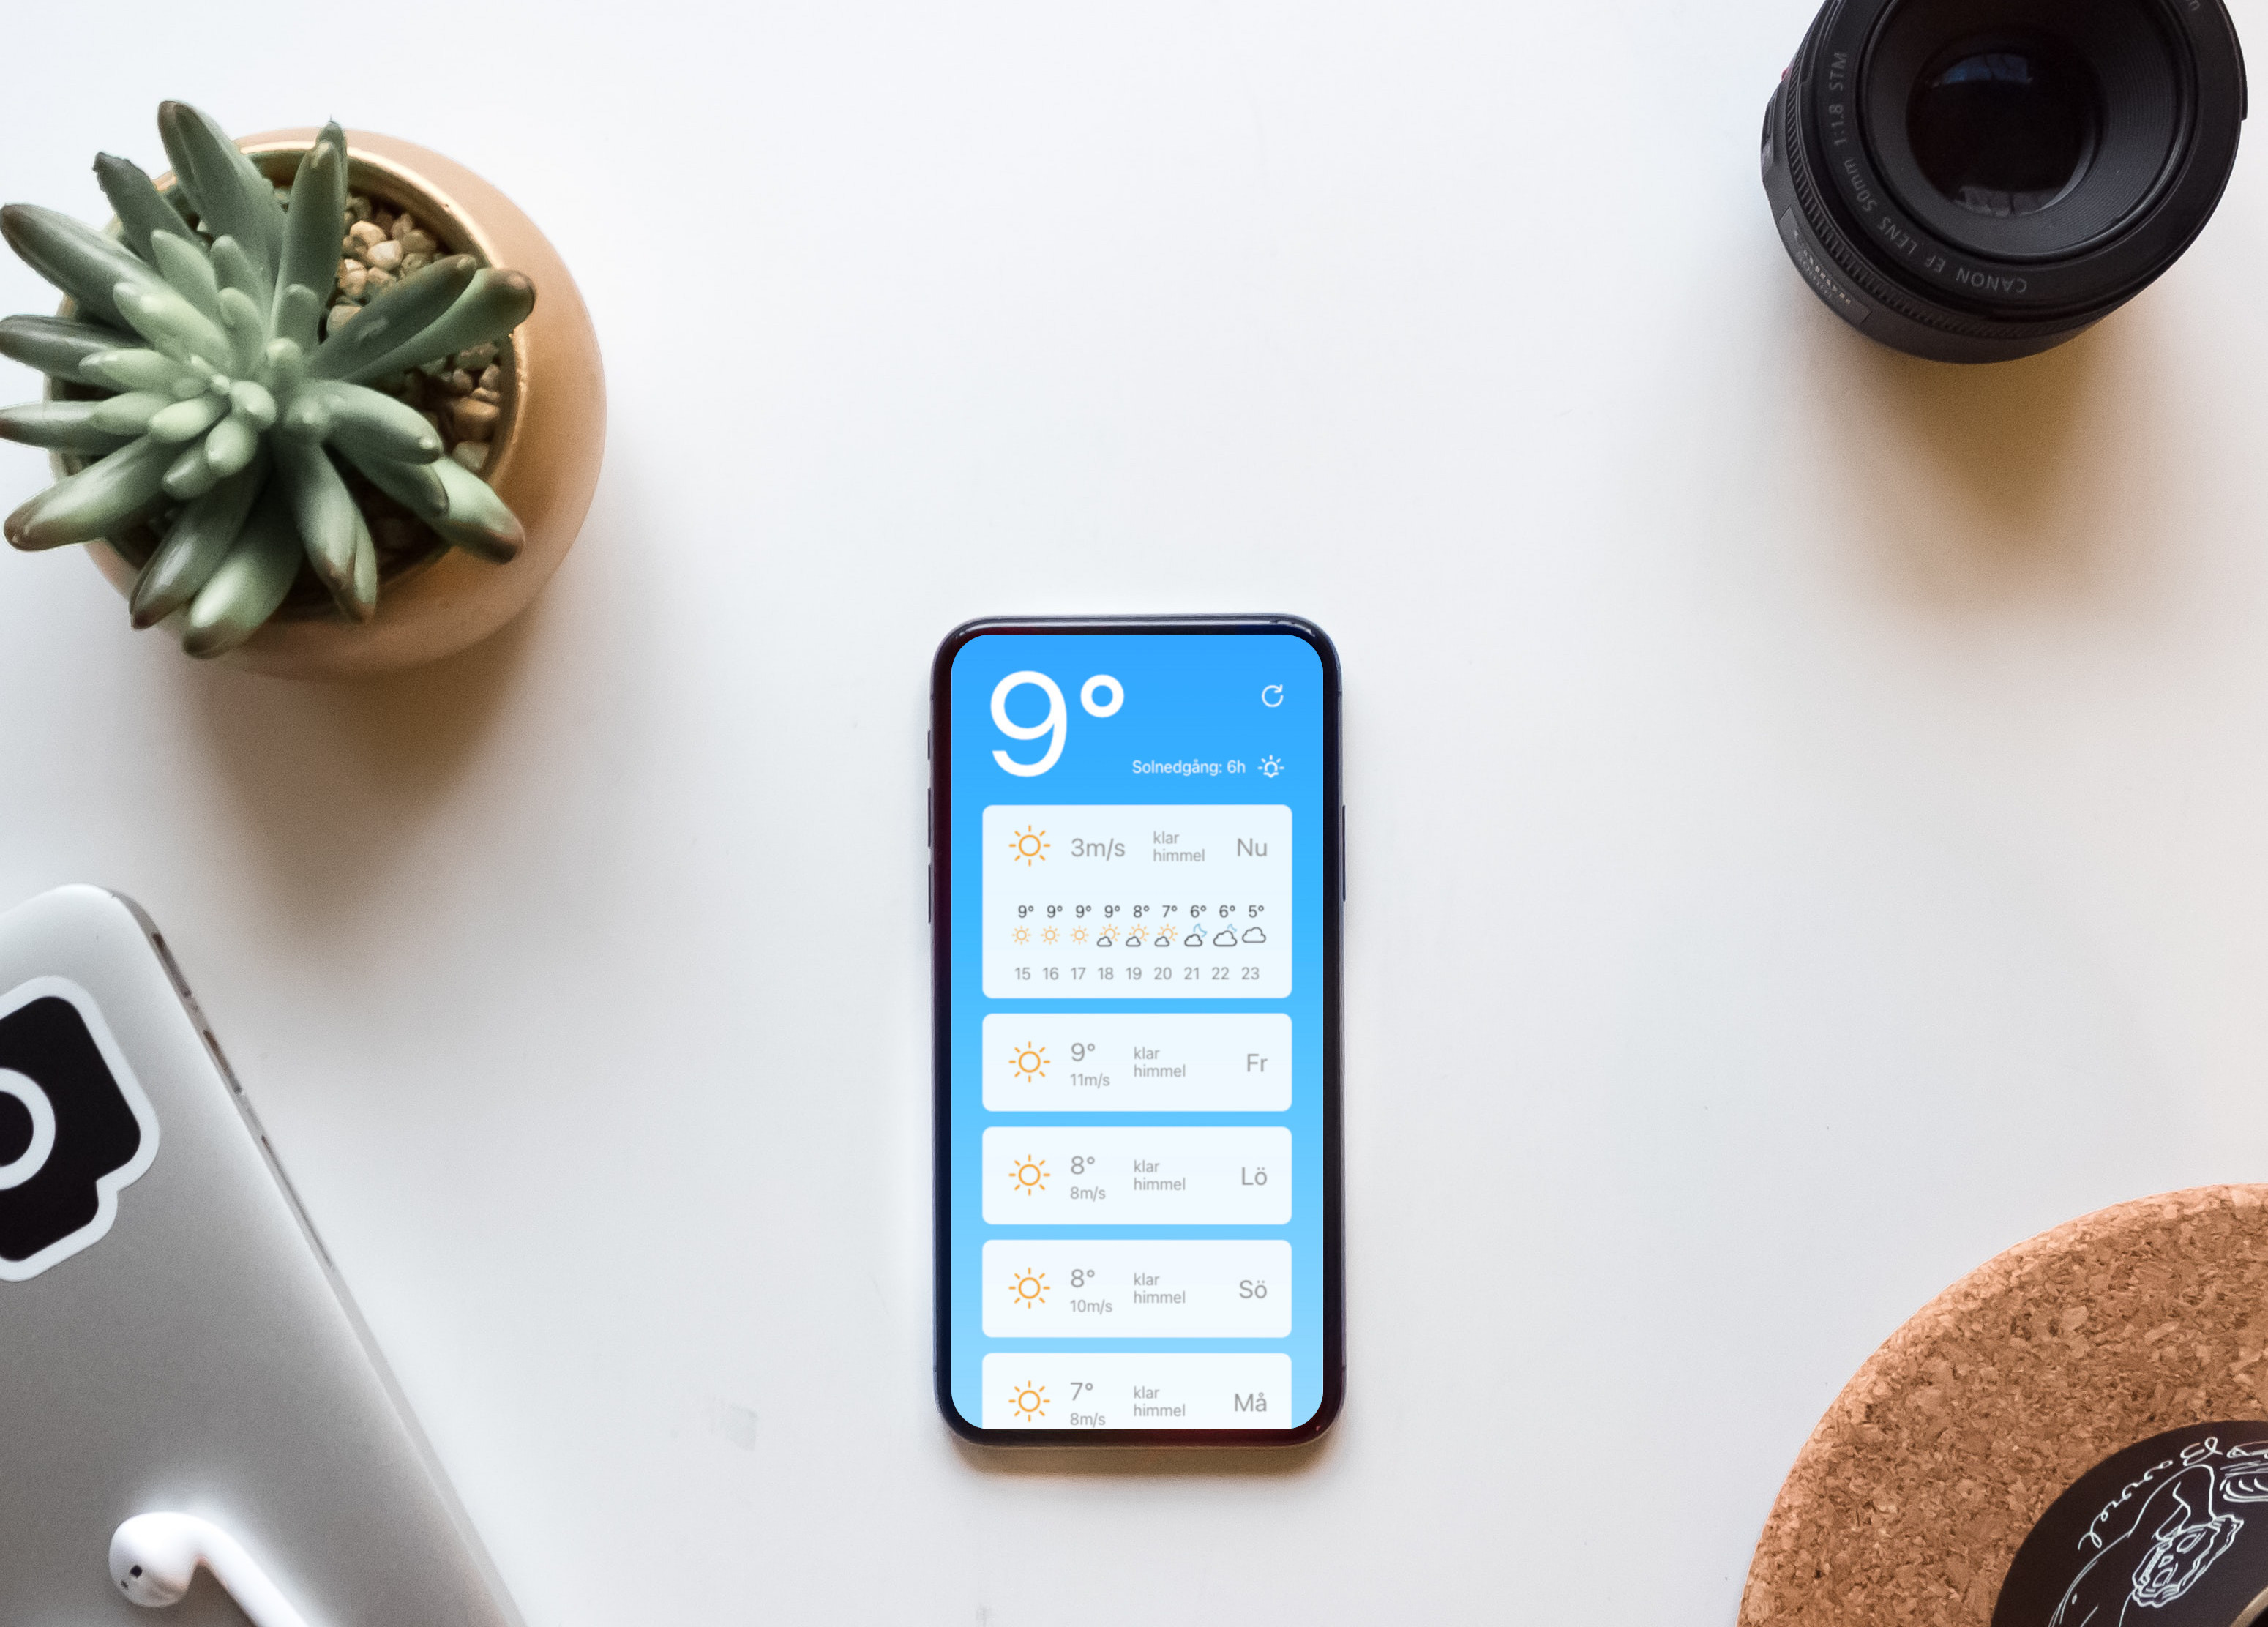 CANON EF LENS 50mm 1:1.8 STM
9°
Solnedgång: 6h
3m/s klar himmel Nu
9° 9° 9° 9° 8° 7° 6° 6° 5°
15 16 17 18 19 20 21 22 23
9° klar himmel Fr
11m/s
8° klar himmel Lö
8m/s
8° klar himmel Sö
10m/s
7° klar himmel Må
8m/s